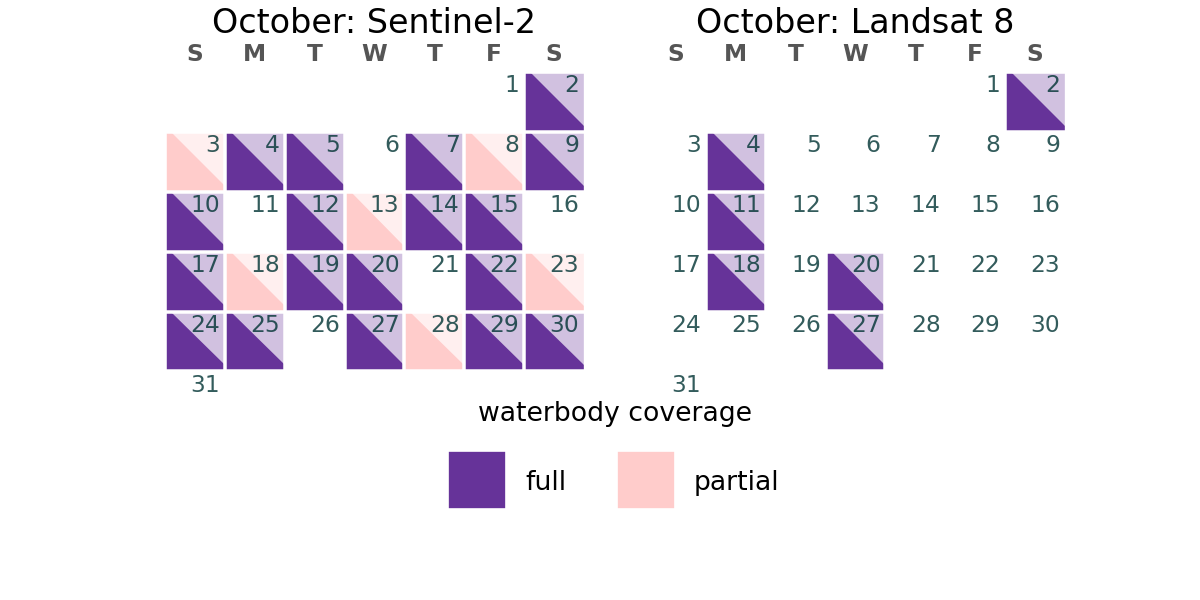 October: Sentinel-2
S M T W T F S
1 2
3 4 5 6 7 8 9
10 11 12 13 14 15 16
17 18 19 20 21 22 23
24 25 26 27 28 29 30
31
October: Landsat 8
S M T W T F S
1 2
3 4 5 6 7 8 9
10 11 12 13 14 15 16
17 18 19 20 21 22 23
24 25 26 27 28 29 30
31
waterbody coverage
full partial